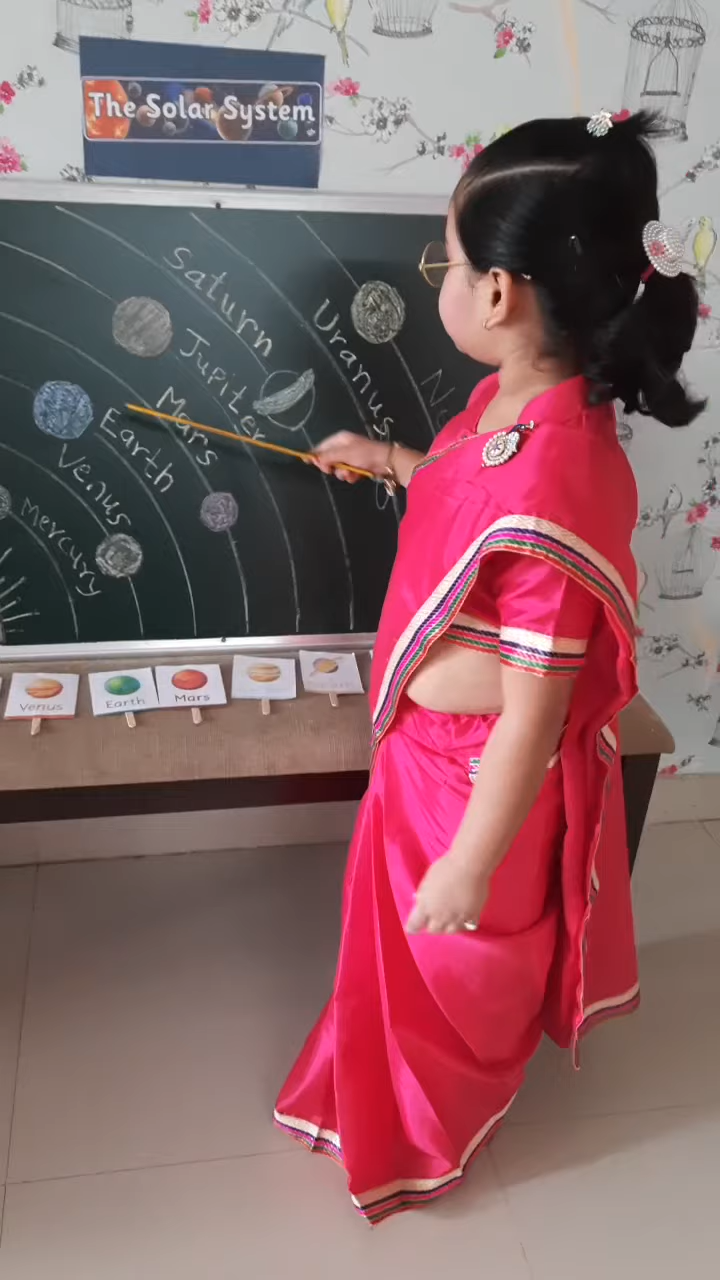 The Solar System
Saturn
Uranus
Jupiter
Mars
Earth
Venus
Mercury
Venus
Earth
Mars